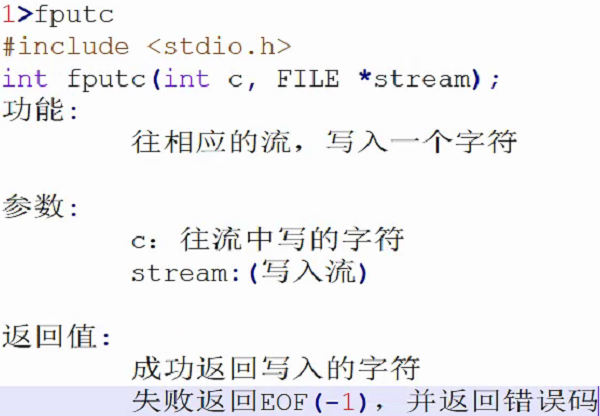 1>fputc
#include <stdio.h>
int fputc(int c, FILE *stream);
功能:
往相应的流，写入一个字符
参数:
c: 往流中写的字符
stream:(写入流)
返回值:
成功返回写入的字符
失败返回EOF(-1)，并返回错误码